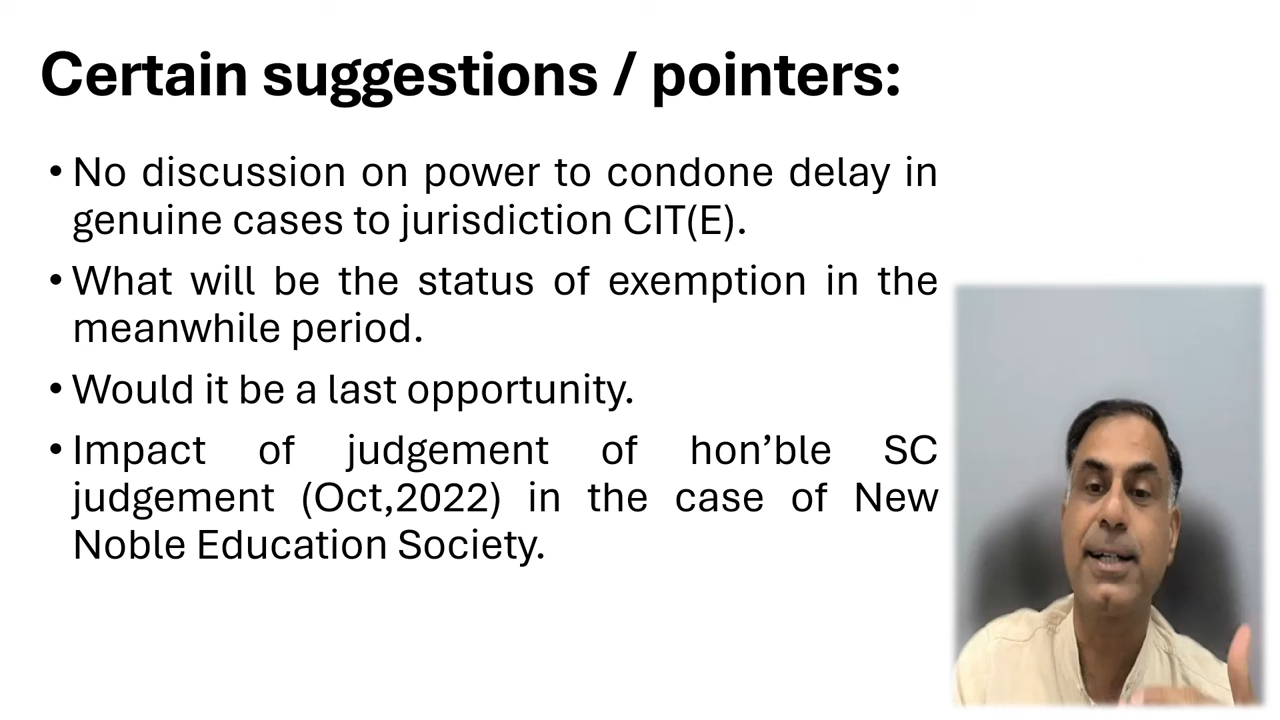 Certain suggestions / pointers:
• No discussion on power to condone delay in
genuine cases to jurisdiction CIT(E).
• What will be the status of exemption in the
meanwhile period.
• Would it be a last opportunity.
• Impact of judgement of hon’ble SC
judgement (Oct,2022) in the case of New
Noble Education Society.